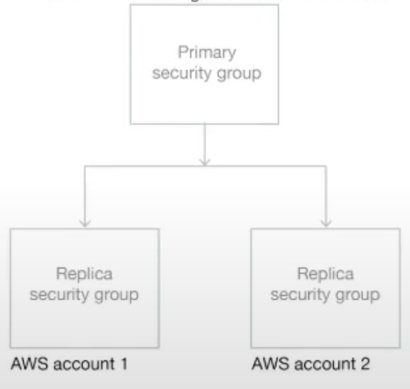 Primary
security group
Replica
security group
Replica
security group
AWS account 1
AWS account 2